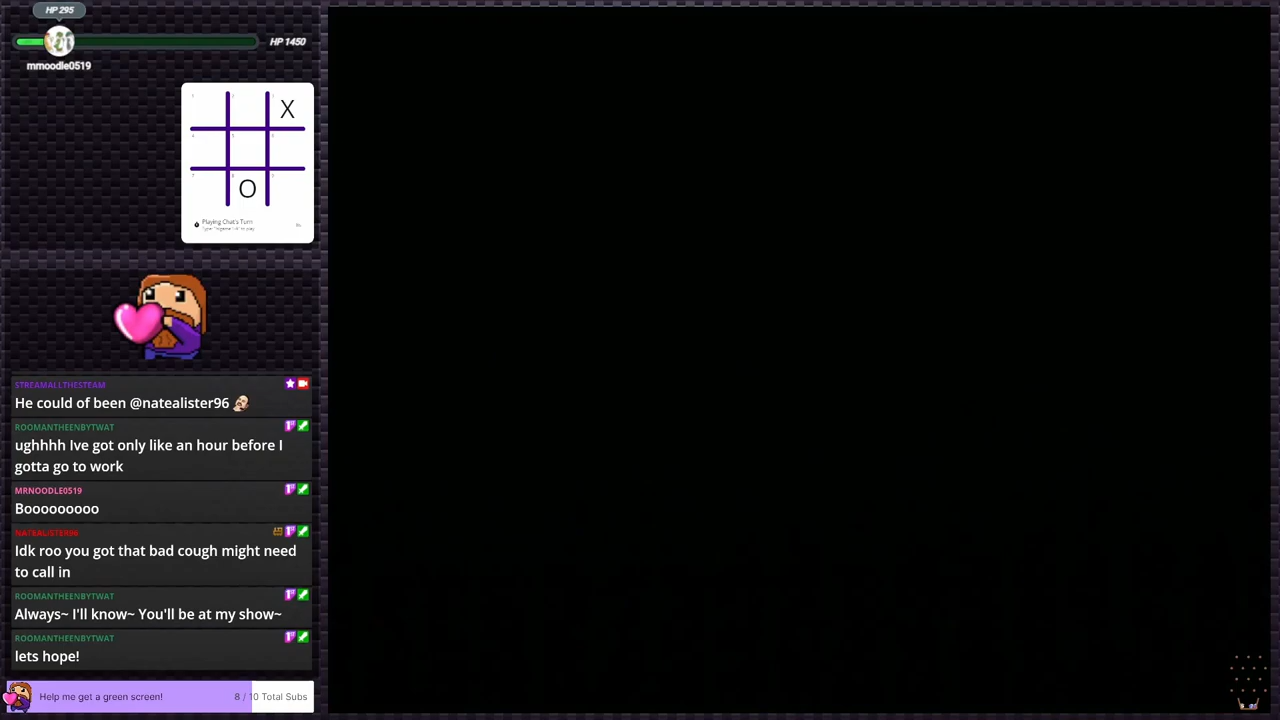 HP 295
HP 1450
mmoodle0519
X
O
Playing Chat's Turn
STREAMALLTHESTEAM
He could of been @natealister96
ROOMANTHEENBYTWAT
ughhhh Ive got only like an hour before I
gotta go to work
MRNOODLE0519
Booooooooo
NATEALISTER96
Idk roo you got that bad cough might need
to call in
ROOMANTHEENBYTWAT
Always~ I'll know~ You'll be at my show~
ROOMANTHEENBYTWAT
lets hope!
Help me get a green screen!
8 / 10 Total Subs